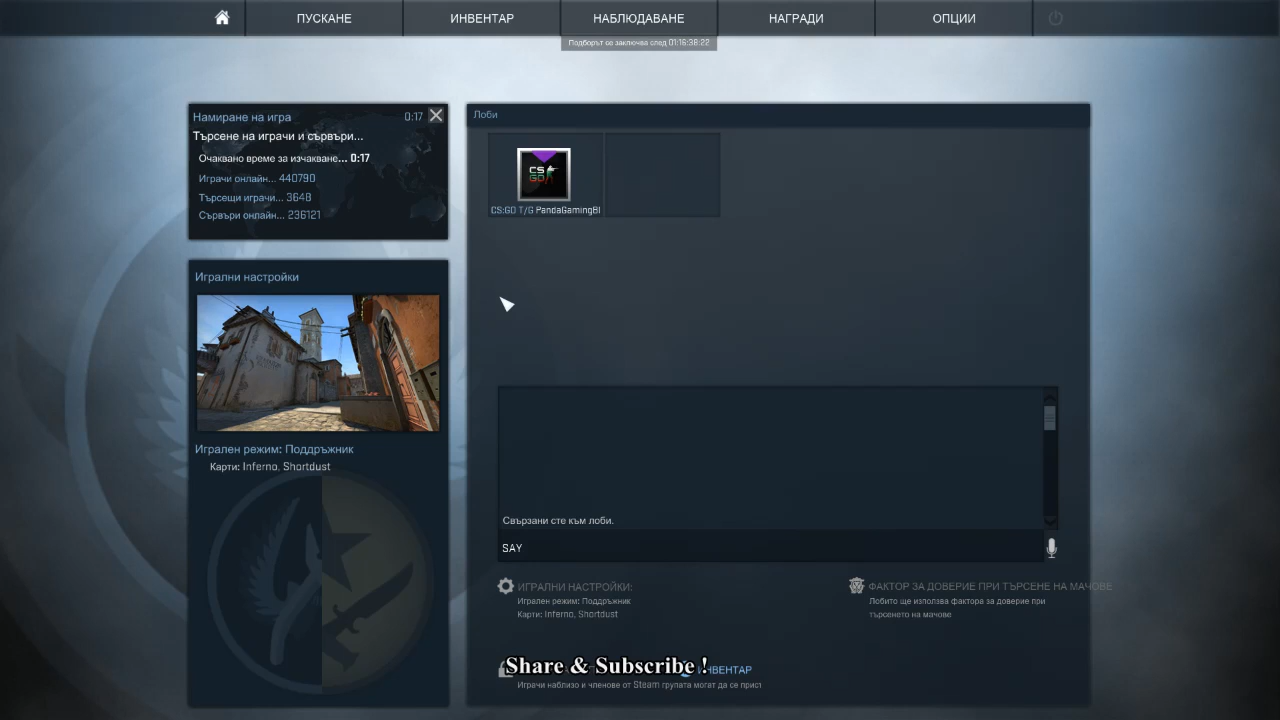 ПУСКАНЕ
ИНВЕНТАР
НАБЛЮДАВАНЕ
НАГРАДИ
ОПЦИИ
Подборът се заключва след 01:16:38:22
Намиране на игра 0:17
Търсене на играчи и сървъри...
Очаквано време за изчакване... 0:17
Играчи онлайн... 440790
Търсещи играчи... 3648
Сървъри онлайн... 236121
Игрални настройки
Игрален режим: Поддръжник
Карти: Inferno, Shortdust
Лоби
CS GO
CS:GO T/G PandaGamingBl
Свързани сте към лоби.
SAY
ИГРАЛНИ НАСТРОЙКИ:
Игрален режим: Поддръжник
Карти: Inferno, Shortdust
ФАКТОР ЗА ДОВЕРИЕ ПРИ ТЪРСЕНЕ НА МАЧОВЕ
Лобито ще използва фактора за доверие при
търсенето на мачове
Share & Subscribe !
ИНВЕНТАР
Играчи наблизо и членове от Steam групата могат да се прист